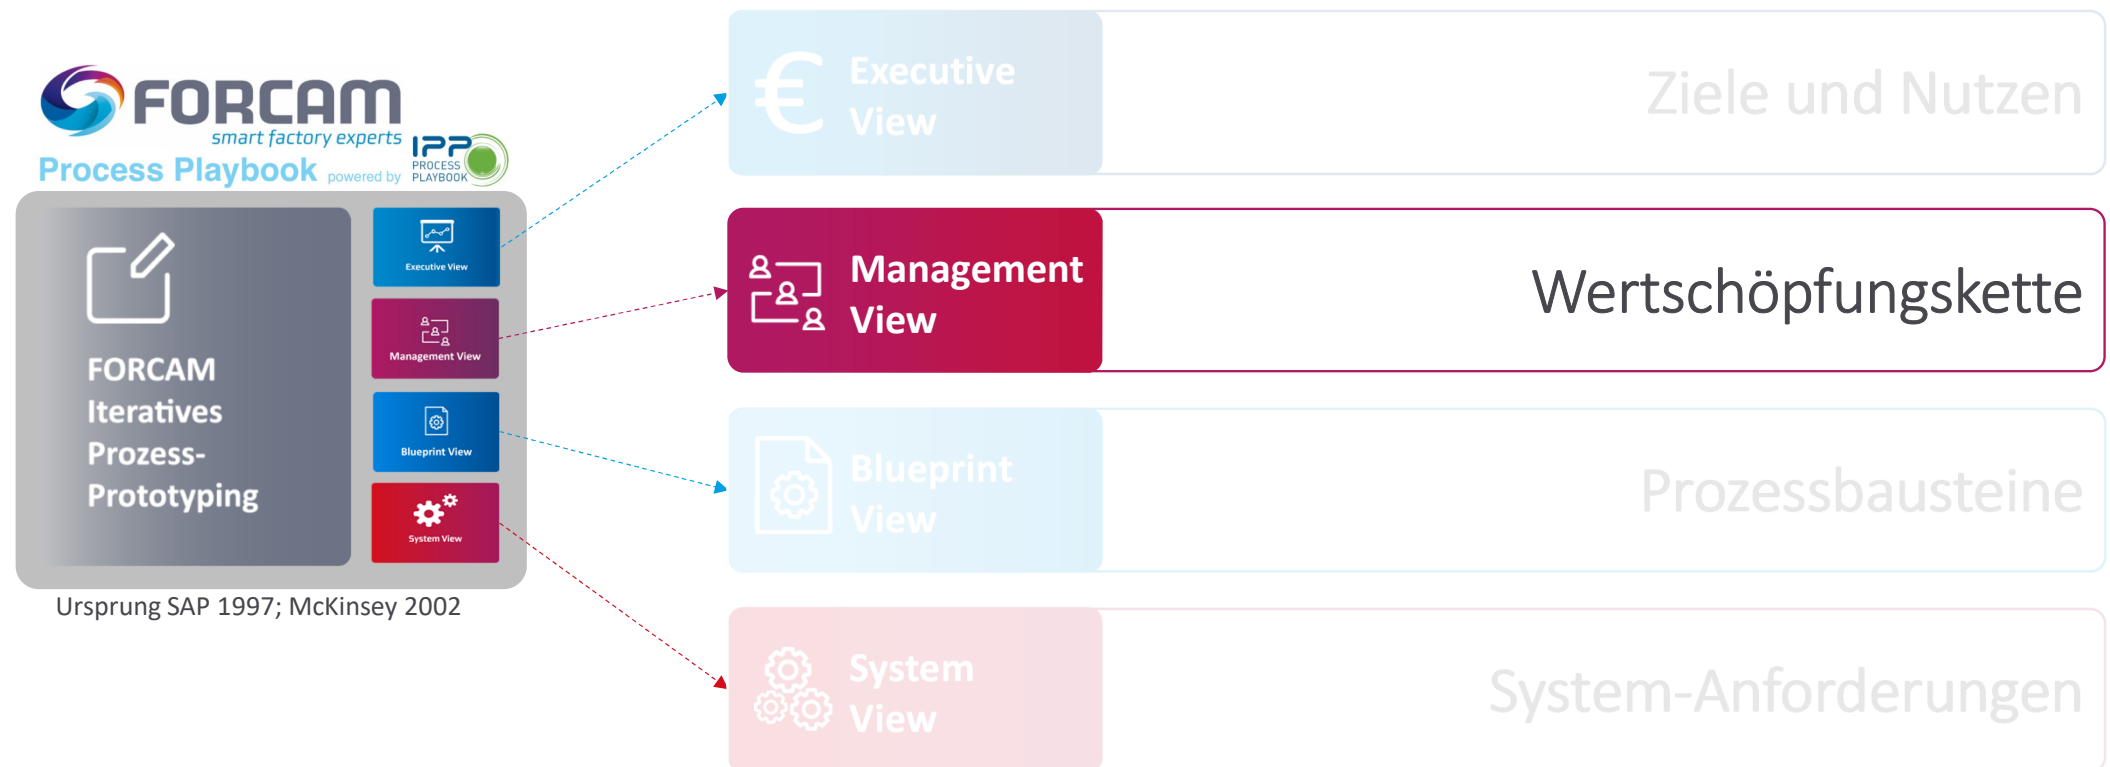 FORCAM
smart factory experts
Process Playbook powered by
IPP
PROCESS
PLAYBOOK
FORCAM
Iteratives
Prozess-
Prototyping
Executive View
Management View
Blueprint View
System View
Ursprung SAP 1997; McKinsey 2002
€ Executive
View
Ziele und Nutzen
Management
View
Wertschöpfungskette
Blueprint
View
Prozessbausteine
System
View
System-Anforderungen